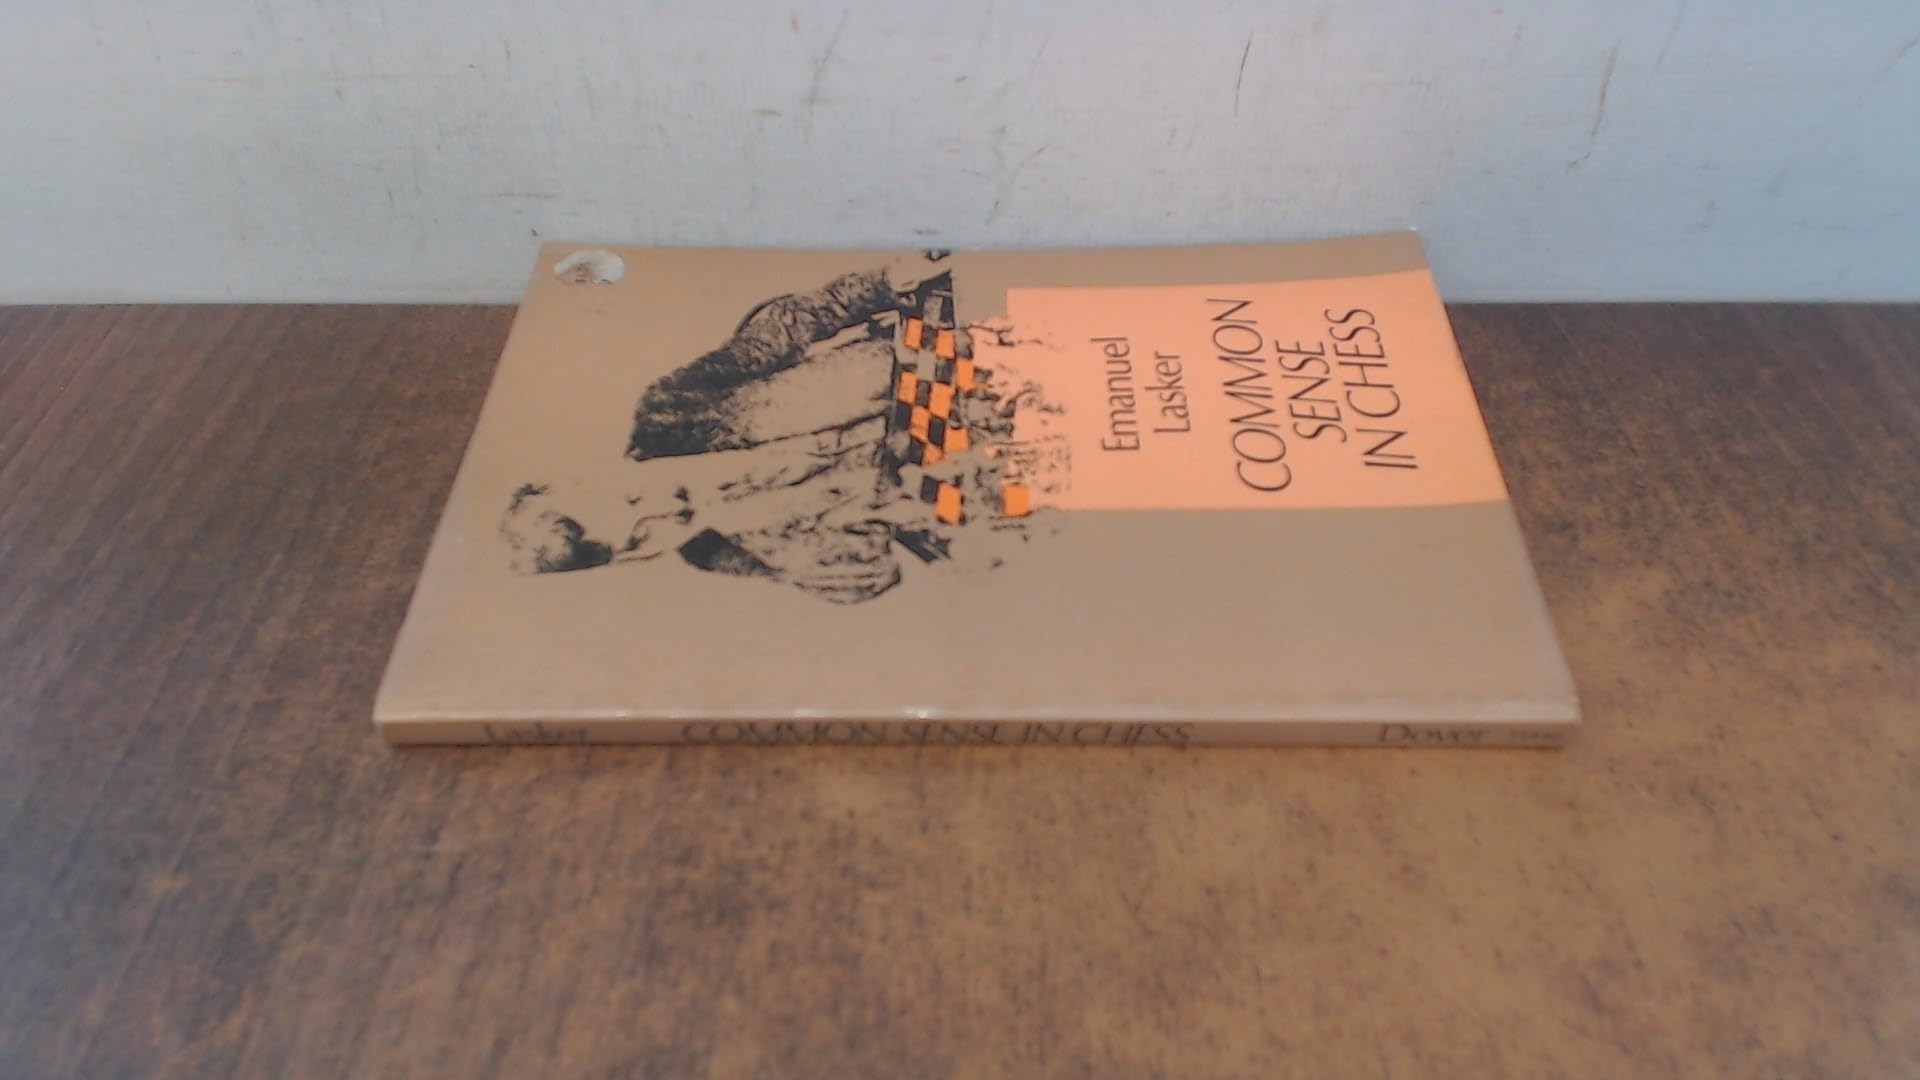 Emanuel
Lasker
COMMON
SENSE
IN CHESS
Lasker COMMON SENSE IN CHESS Dover